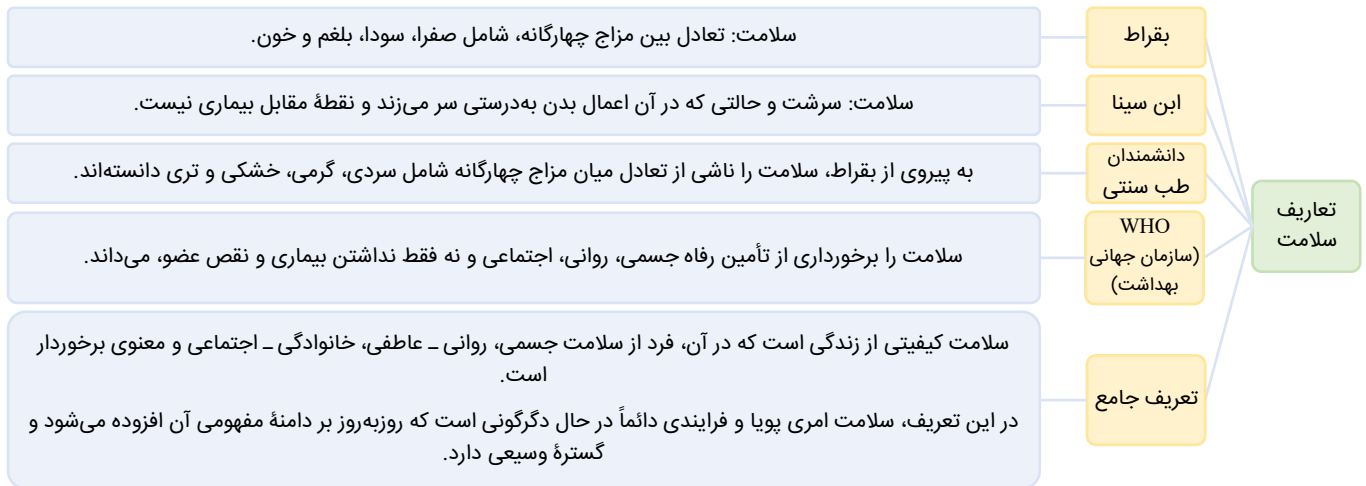 تعاریف
سلامت
بقراط
سلامت: تعادل بین مزاج چهارگانه، شامل صفرا، سودا، بلغم و خون.
ابن سینا
سلامت: سرشت و حالتی که در آن اعمال بدن به‌درستی سر می‌زند و نقطهٔ مقابل بیماری نیست.
دانشمندان
طب سنتی
به پیروی از بقراط، سلامت را ناشی از تعادل میان مزاج چهارگانه شامل سردی، گرمی، خشکی و تری دانسته‌اند.
WHO
(سازمان جهانی
بهداشت)
سلامت را برخورداری از تأمین رفاه جسمی، روانی، اجتماعی و نه فقط نداشتن بیماری و نقص عضو، می‌داند.
تعریف جامع
سلامت کیفیتی از زندگی است که در آن، فرد از سلامت جسمی، روانی ـ عاطفی، خانوادگی ـ اجتماعی و معنوی برخوردار
است.
در این تعریف، سلامت امری پویا و فرایندی دائماً در حال دگرگونی است که روزبه‌روز بر دامنهٔ مفهومی آن افزوده می‌شود و
گسترهٔ وسیعی دارد.